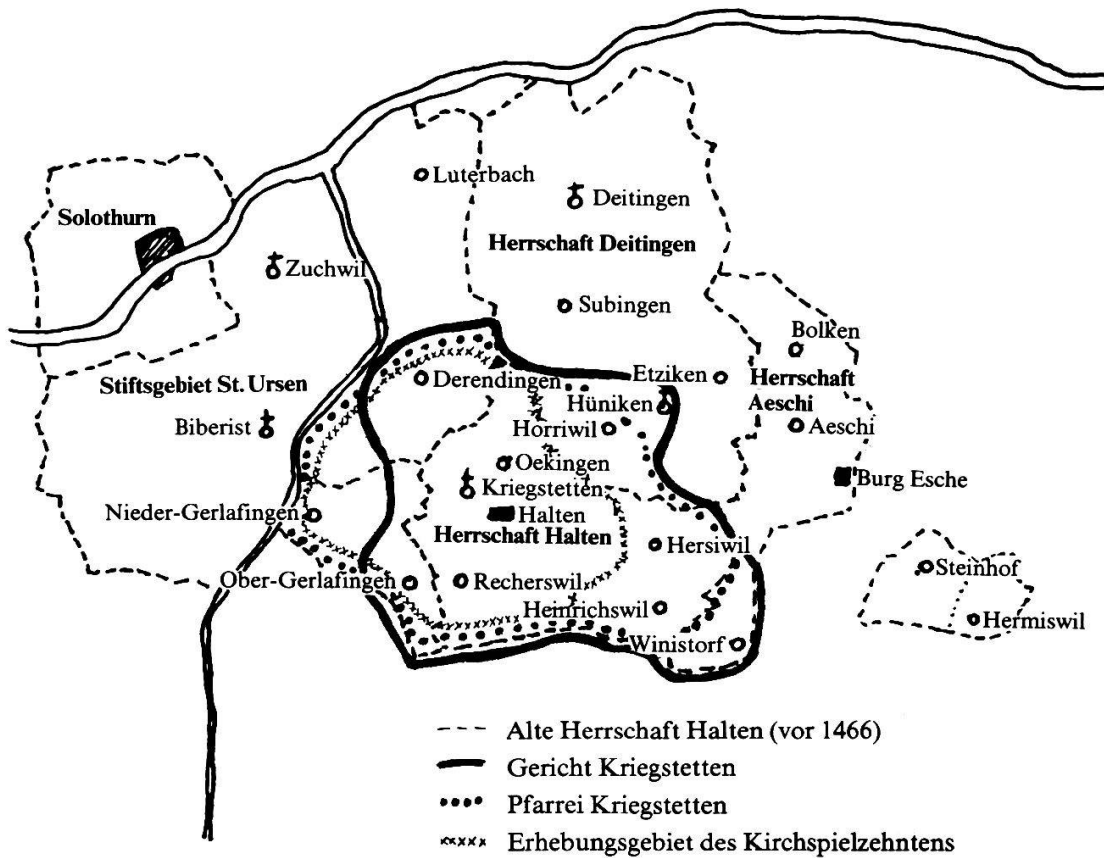 Luterbach
Deitingen
Solothurn
Herrschaft Deitingen
Zuchwil
Subingen
Bolken
Stiftsgebiet St. Ursen
Derendingen
Etziken
Herrschaft
Aeschi
Hüniken
Biberist
Horriwil
Aeschi
Oekingen
Burg Esche
Kriegstetten
Nieder-Gerlafingen
Halten
Herrschaft Halten
Hersiwil
Steinhof
Ober-Gerlafingen
Recherswil
Heinrichswil
Hermiswil
Winistorf
Alte Herrschaft Halten (vor 1466)
Gericht Kriegstetten
Pfarrei Kriegstetten
Erhebungsgebiet des Kirchspielzehntens